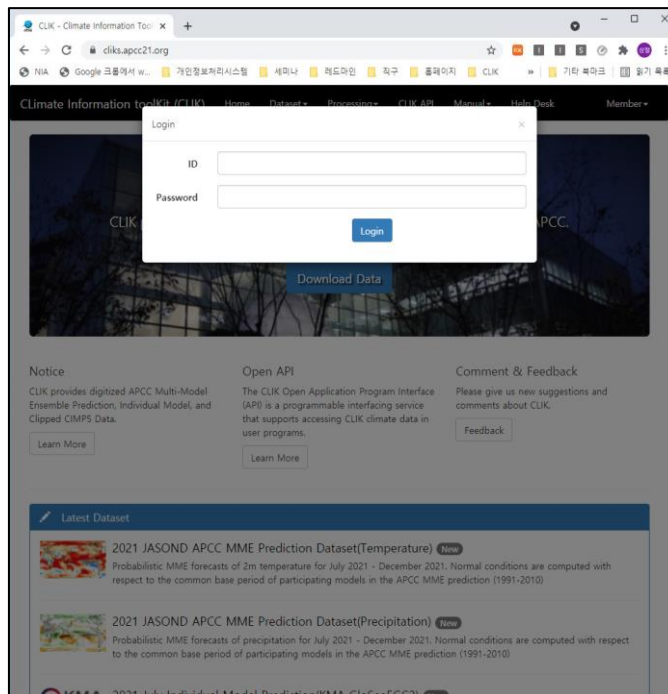 CLIK - Climate Information Too
cliks.apcc21.org
NIA Google 크롬에서 w... 개인정보처리시스템 세미나 레드마인 직구 홈페이지 CLIK » 기타 북마크 읽기 목록
CLimate Information toolKit (CLIK) Home Dataset Processing CLIK API Manual Help Desk Member
Login ×
ID
Password
Login
CLIK
APCC.
Download Data
Notice
CLIK provides digitized APCC Multi-Model
Ensemble Prediction, Individual Model, and
Clipped CIMP5 Data.
Learn More
Open API
The CLIK Open Application Program Interface
(API) is a programmable interfacing service
that supports accessing CLIK climate data in
user programs.
Learn More
Comment & Feedback
Please give us new suggestions and
comments about CLIK.
Feedback
Latest Dataset
2021 JASOND APCC MME Prediction Dataset(Temperature) New
Probabilistic MME forecasts of 2m temperature for July 2021 - December 2021. Normal conditions are computed with
respect to the common base period of participating models in the APCC MME prediction (1991-2010)
2021 JASOND APCC MME Prediction Dataset(Precipitation) New
Probabilistic MME forecasts of precipitation for July 2021 - December 2021. Normal conditions are computed with respect
to the common base period of participating models in the APCC MME prediction (1991-2010)
2021 July Individual Model Prediction(KMA